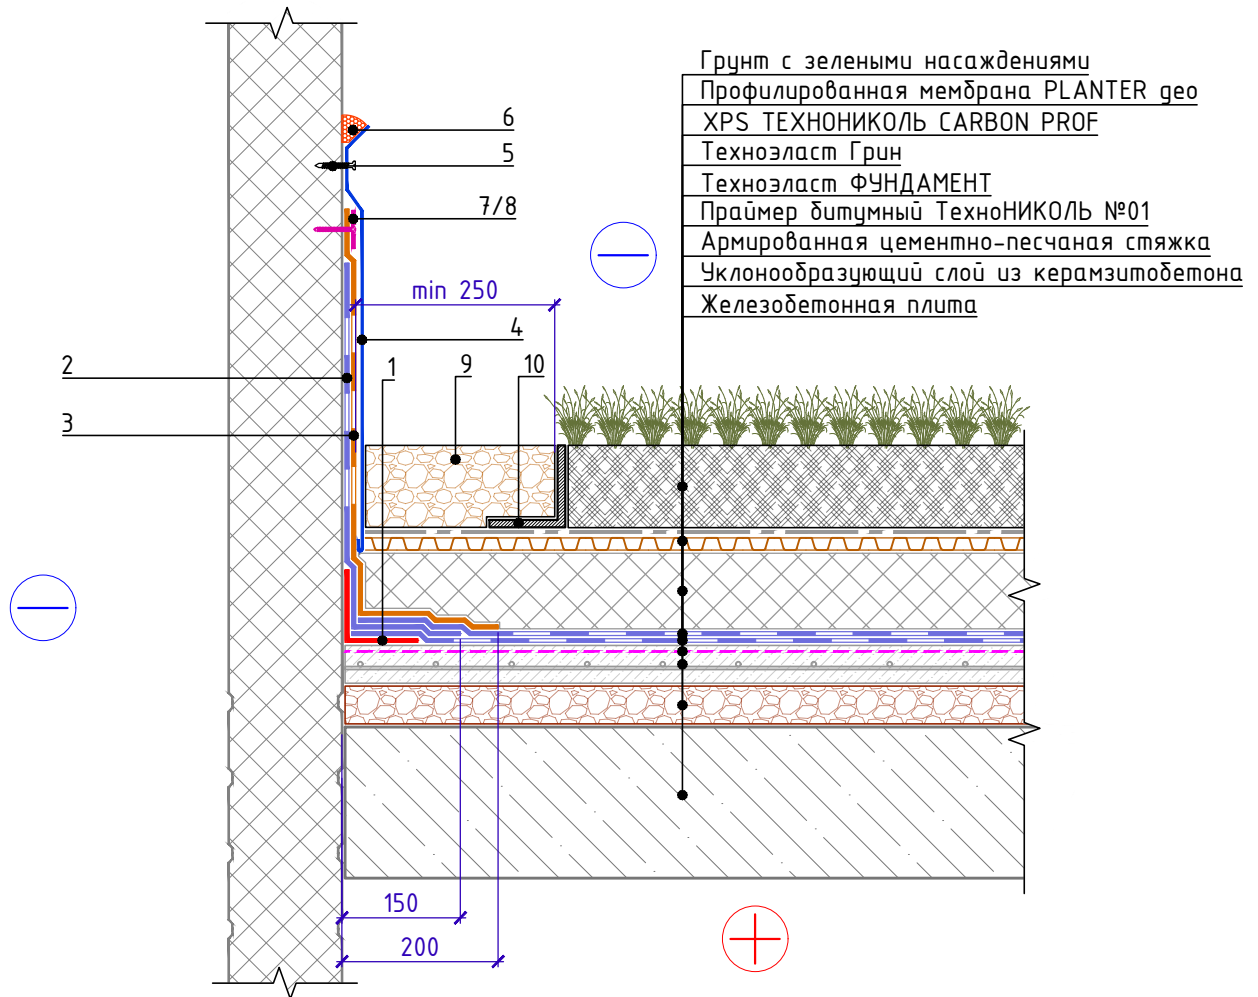 Грунт с зелеными насаждениями
Профилированная мембрана PLANTER geo
XPS ТЕХНОНИКОЛЬ CARBON PROF
Техноэласт Грин
Техноэласт ФУНДАМЕНТ
Праймер битумный ТехноНИКОЛЬ №01
Армированная цементно-песчаная стяжка
Уклонообразующий слой из керамзитобетона
Железобетонная плита
6
5
7/8
min 250
4
2
1
9
10
3
150
200